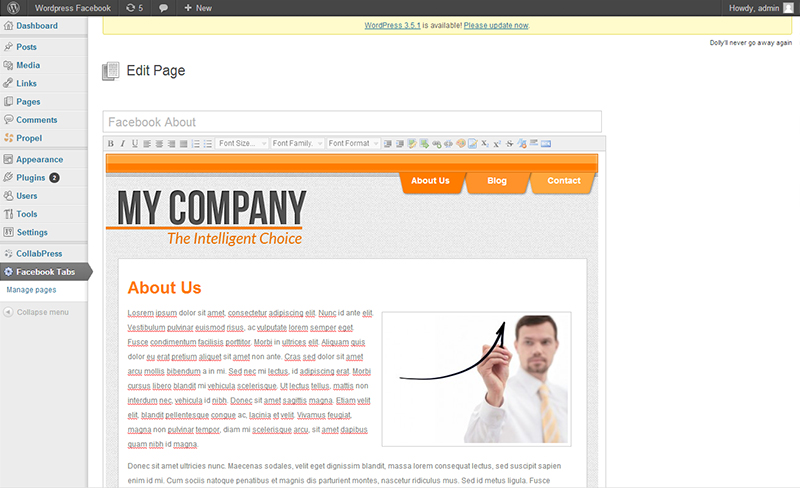 Wordpress Facebook 5 New Howdy, admin
WordPress 3.5.1 is available! Please update now.
Dolly'll never go away again
Dashboard
Posts
Media
Links
Pages
Comments
Propel
Appearance
Plugins 2
Users
Tools
Settings
CollabPress
Facebook Tabs
Manage pages
Collapse menu
Edit Page
Facebook About
B I U Font Size... Font Family. Font Format
About Us Blog Contact
MY COMPANY
The Intelligent Choice
About Us
Lorem ipsum dolor sit amet, consectetur adipiscing elit. Nunc id ante elit.
Vestibulum pulvinar euismod risus, ac vulputate lorem semper eget.
Fusce condimentum facilisis porttitor. Morbi in ultrices elit. Aliquam quis
dolor eu erat pretium aliquet sit amet non ante. Cras sed dolor sit amet
arcu mollis bibendum a in mi. Sed nec mi lectus, id adipiscing erat. Morbi
cursus libero blandit mi vehicula scelerisque. Ut lectus tellus, mattis non
interdum nec, vehicula id nibh. Donec sit amet sagittis magna. Etiam velit
elit, blandit pellentesque congue ac, lacinia et velit. Vivamus feugiat,
magna non pulvinar tempor, diam mi scelerisque arcu, sit amet dapibus
quam nibh id magna.
Donec sit amet ultricies nunc. Maecenas sodales, velit eget dignissim blandit, massa lorem consequat lectus, sed suscipit sapien
enim id mi. Cum sociis natoque penatibus et magnis dis parturient montes, nascetur ridiculus mus. Sed id metus ligula. Fusce